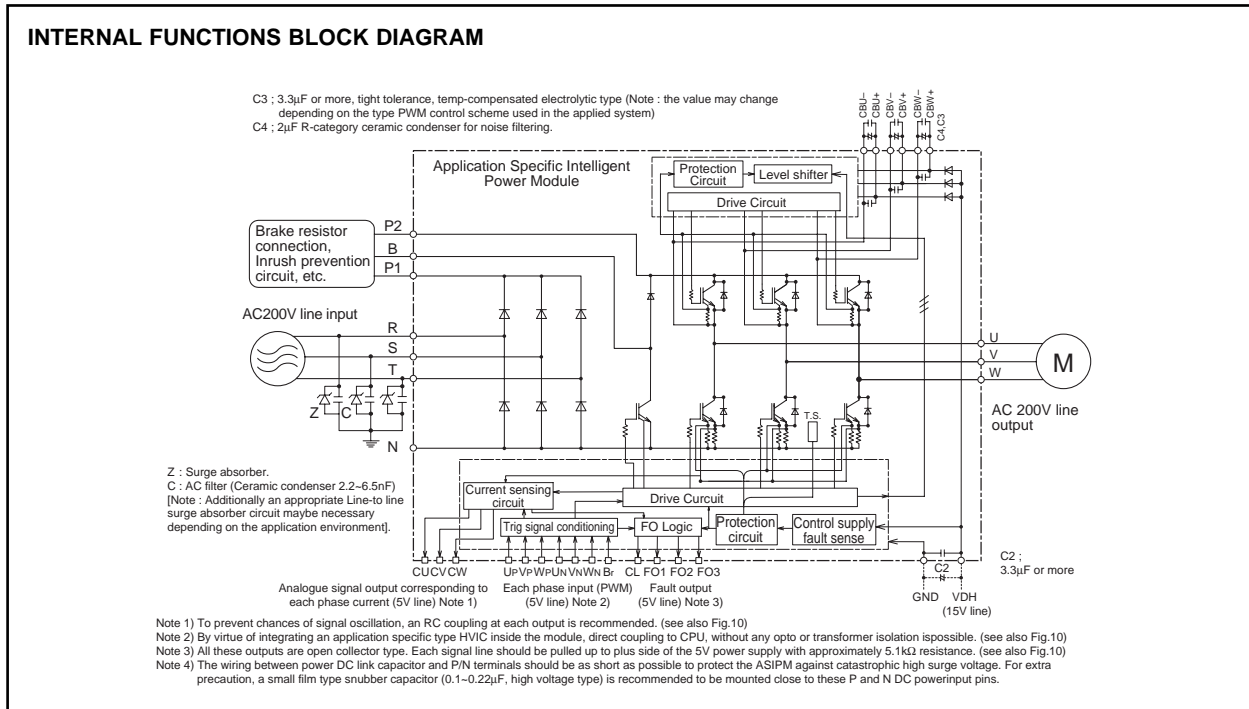 INTERNAL FUNCTIONS BLOCK DIAGRAM
C3 ; 3.3µF or more, tight tolerance, temp-compensated electrolytic type (Note : the value may change
depending on the type PWM control scheme used in the applied system)
C4 ; 2µF R-category ceramic condenser for noise filtering.
CBU–
CBU+
CBV–
CBV+
CBW–
CBW+
C4,C3
Application Specific Intelligent
Power Module
Protection
Circuit
Level shifter
Drive Circuit
Brake resistor
connection,
Inrush prevention
circuit, etc.
P2
B
P1
AC200V line input
R
S
T
Z
C
N
U
V
W
M
AC 200V line
output
T.S.
Z : Surge absorber.
C : AC filter (Ceramic condenser 2.2~6.5nF)
[Note : Additionally an appropriate Line-to line
surge absorber circuit maybe necessary
depending on the application environment].
Current sensing
circuit
Drive Curcuit
Trig signal conditioning
FO Logic
Protection
circuit
Control supply
fault sense
CU CV CW
UP VP WP UN VN WN Br
CL FO1 FO2 FO3
C2
GND VDH
(15V line)
C2 ;
3.3µF or more
Analogue signal output corresponding to
each phase current (5V line) Note 1)
Each phase input (PWM)
(5V line) Note 2)
Fault output
(5V line) Note 3)
Note 1) To prevent chances of signal oscillation, an RC coupling at each output is recommended. (see also Fig.10)
Note 2) By virtue of integrating an application specific type HVIC inside the module, direct coupling to CPU, without any opto or transformer isolation ispossible. (see also Fig.10)
Note 3) All these outputs are open collector type. Each signal line should be pulled up to plus side of the 5V power supply with approximately 5.1kΩ resistance. (see also Fig.10)
Note 4) The wiring between power DC link capacitor and P/N terminals should be as short as possible to protect the ASIPM against catastrophic high surge voltage. For extra
precaution, a small film type snubber capacitor (0.1~0.22µF, high voltage type) is recommended to be mounted close to these P and N DC powerinput pins.